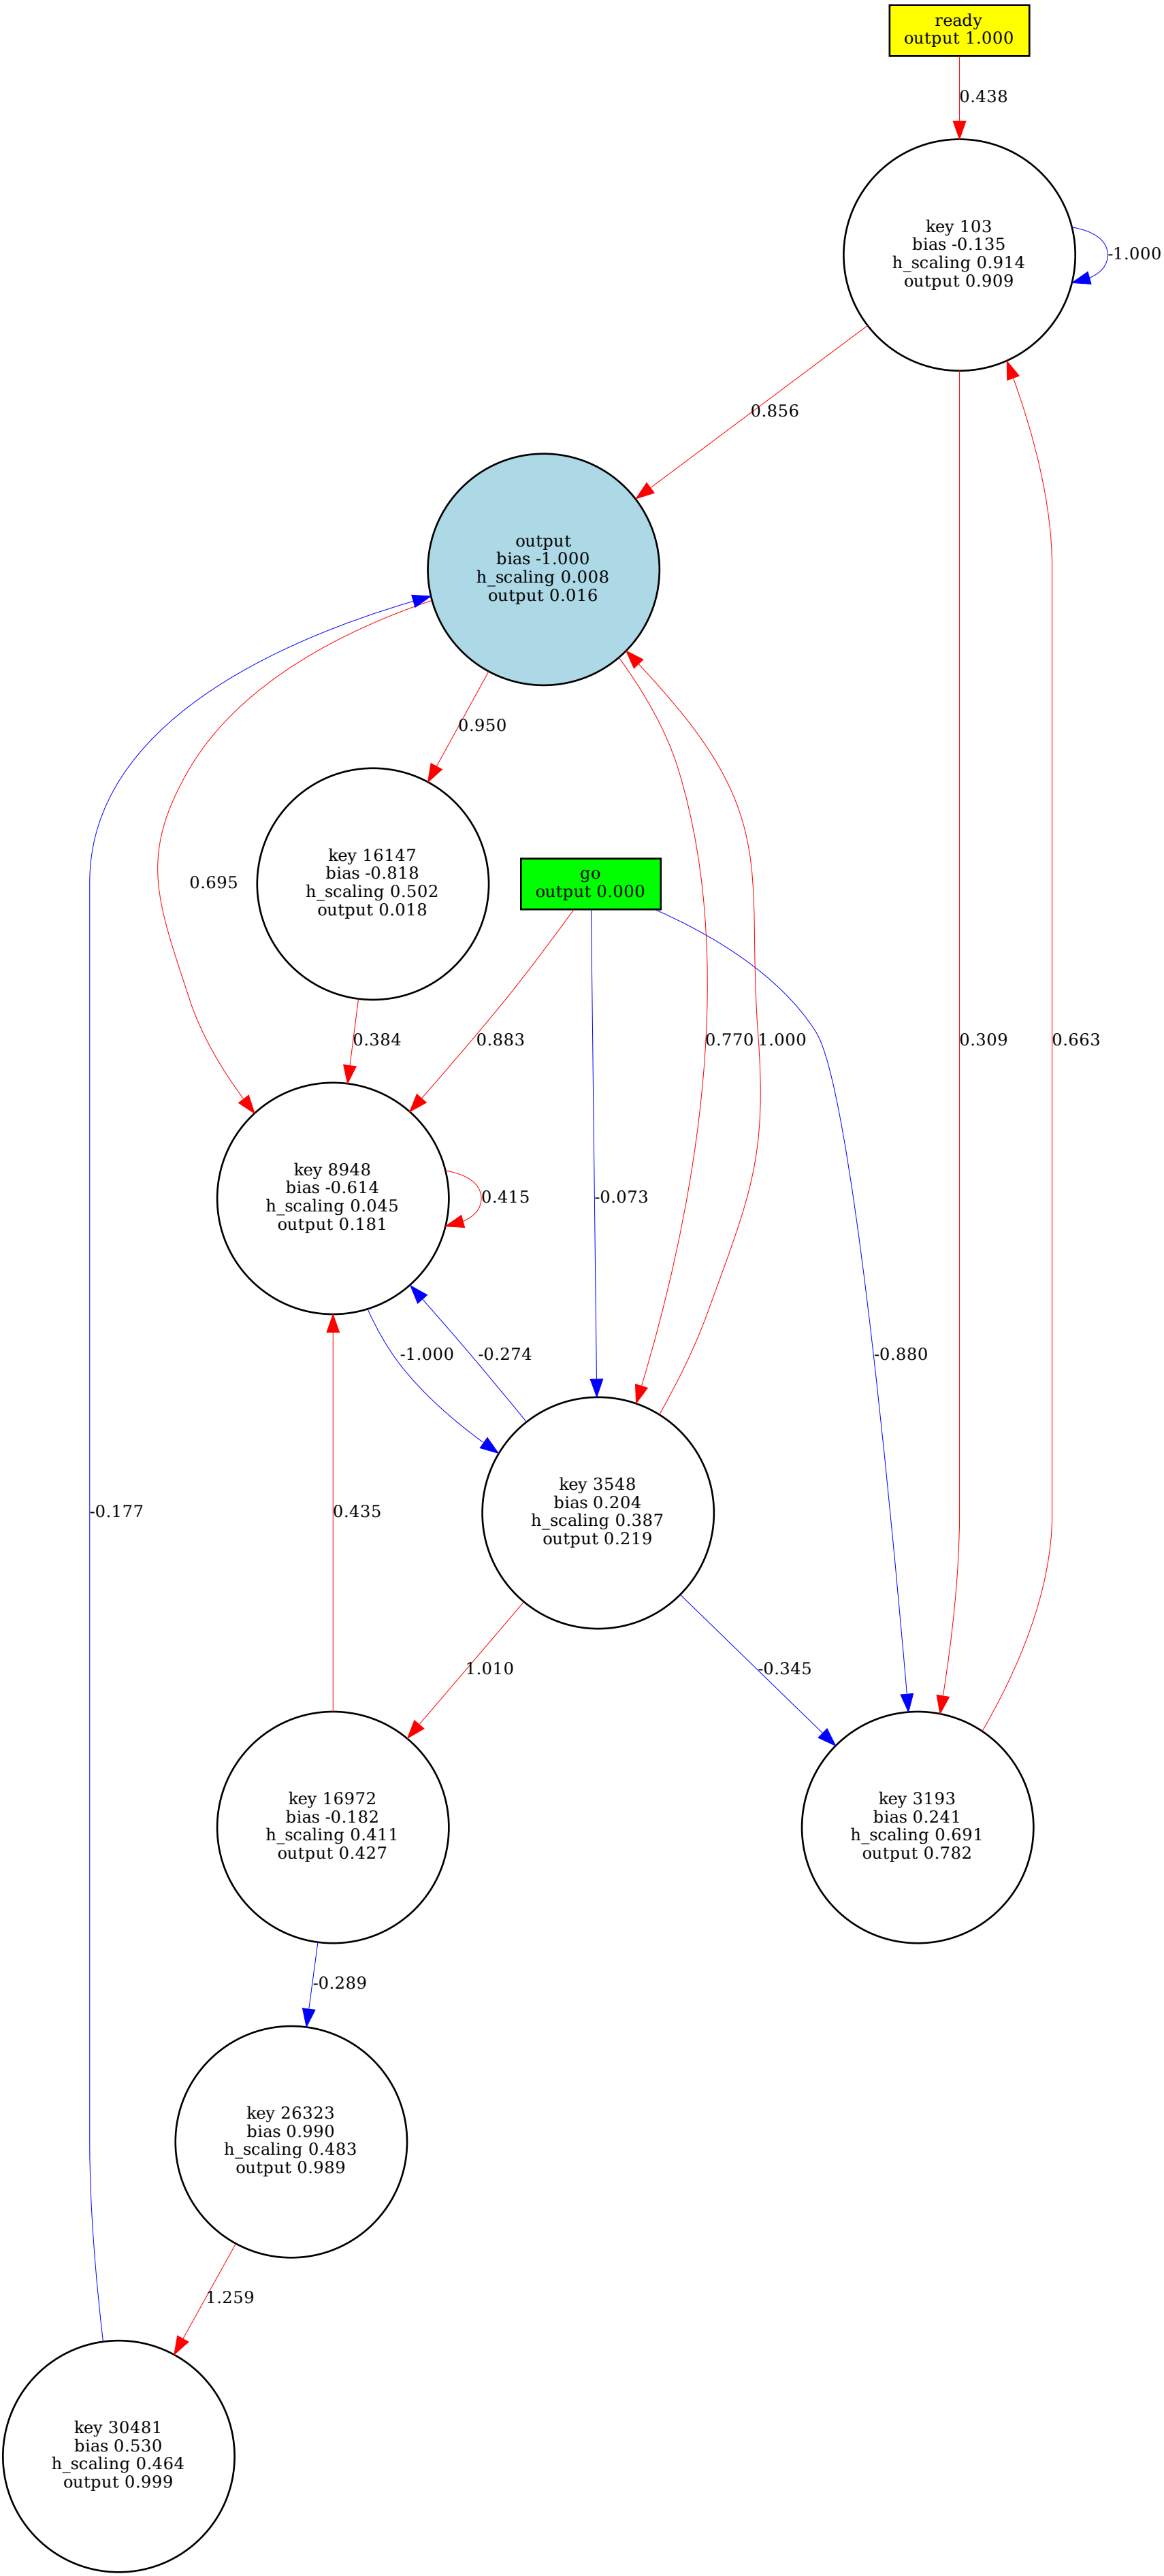 ready
output 1.000
0.438
key 103
bias -0.135
h_scaling 0.914
output 0.909
-1.000
0.856
output
bias -1.000
h_scaling 0.008
output 0.016
0.950
key 16147
bias -0.818
h_scaling 0.502
output 0.018
go
output 0.000
0.695
0.384
0.883
0.770
1.000
0.309
0.663
key 8948
bias -0.614
h_scaling 0.045
output 0.181
0.415
-0.073
-1.000
-0.274
-0.880
key 3548
bias 0.204
h_scaling 0.387
output 0.219
-0.177
0.435
1.010
-0.345
key 16972
bias -0.182
h_scaling 0.411
output 0.427
key 3193
bias 0.241
h_scaling 0.691
output 0.782
-0.289
key 26323
bias 0.990
h_scaling 0.483
output 0.989
1.259
key 30481
bias 0.530
h_scaling 0.464
output 0.999